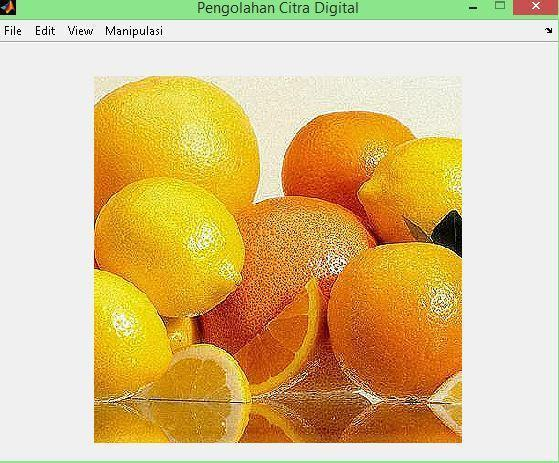 Pengolahan Citra Digital
File Edit View Manipulasi